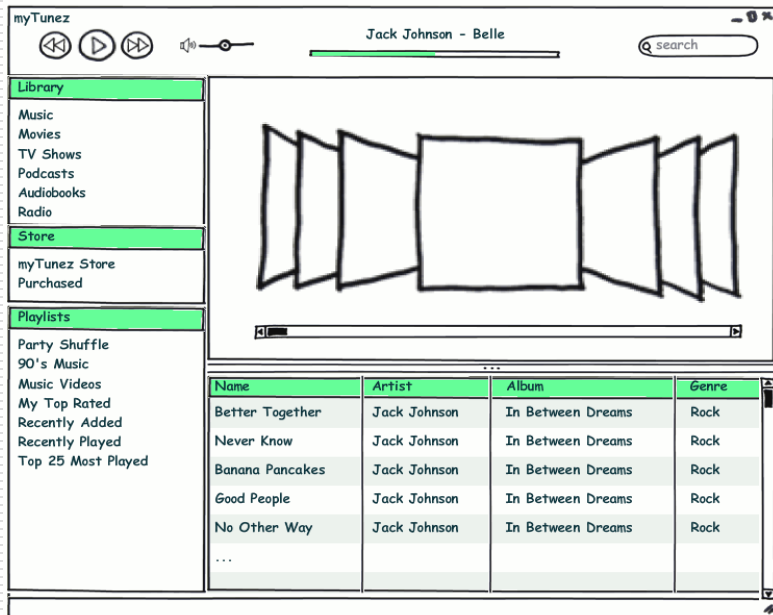 myTunez
Jack Johnson - Belle
search
Library
Music
Movies
TV Shows
Podcasts
Audiobooks
Radio
Store
myTunez Store
Purchased
Playlists
Party Shuffle
90's Music
Music Videos
My Top Rated
Recently Added
Recently Played
Top 25 Most Played
Name Artist Album Genre
Better Together Jack Johnson In Between Dreams Rock
Never Know Jack Johnson In Between Dreams Rock
Banana Pancakes Jack Johnson In Between Dreams Rock
Good People Jack Johnson In Between Dreams Rock
No Other Way Jack Johnson In Between Dreams Rock
...